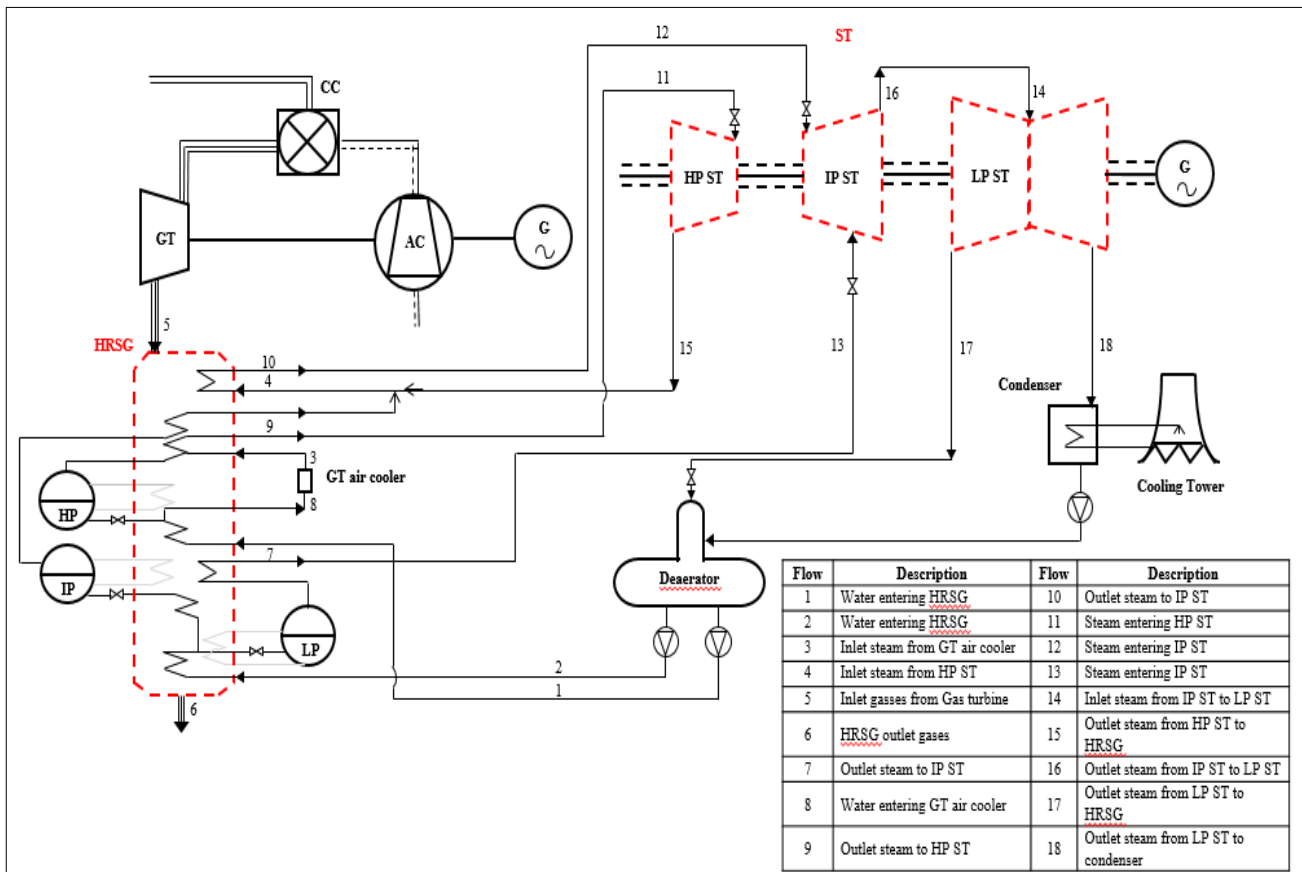 12
ST
11
CC
16
14
HP ST
IP ST
LP ST
G
GT
AC
G
5
HRSG
10
4
15
13
17
18
Condenser
9
3
GT air cooler
8
HP
Cooling Tower
7
IP
Deaerator
LP
2
1
6
Flow Description Flow Description
1 Water entering HRSG 10 Outlet steam to IP ST
2 Water entering HRSG 11 Steam entering HP ST
3 Inlet steam from GT air cooler 12 Steam entering IP ST
4 Inlet steam from HP ST 13 Steam entering IP ST
5 Inlet gasses from Gas turbine 14 Inlet steam from IP ST to LP ST
6 HRSG outlet gases 15 Outlet steam from HP ST to
HRSG
7 Outlet steam to IP ST 16 Outlet steam from IP ST to LP ST
8 Water entering GT air cooler 17 Outlet steam from LP ST to
HRSG
9 Outlet steam to HP ST 18 Outlet steam from LP ST to
condenser